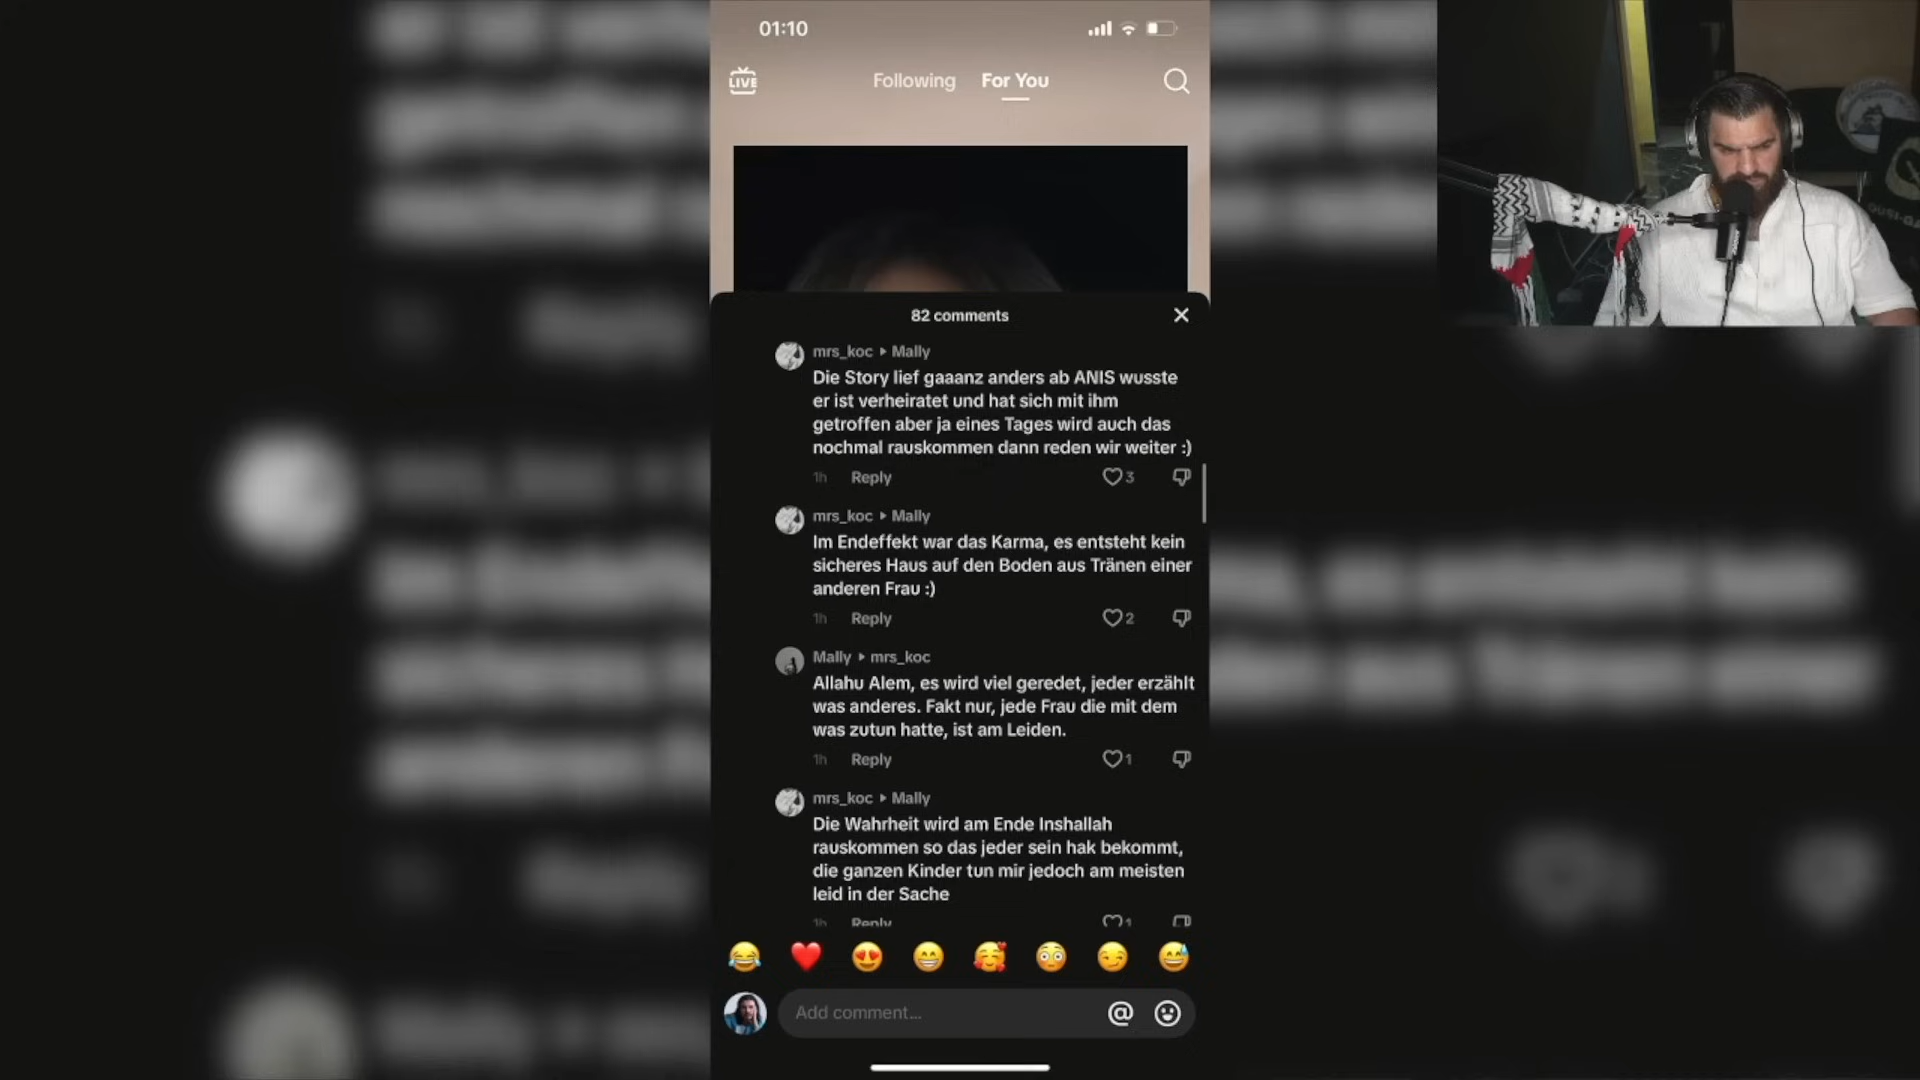 01:10
LIVE
Following For You
82 comments
mrs_koc ▸ Mally
Die Story lief gaaanz anders ab ANIS wusste
er ist verheiratet und hat sich mit ihm
getroffen aber ja eines Tages wird auch das
nochmal rauskommen dann reden wir weiter :)
1h Reply 3
mrs_koc ▸ Mally
Im Endeffekt war das Karma, es entsteht kein
sicheres Haus auf den Boden aus Tränen einer
anderen Frau :)
1h Reply 2
Mally ▸ mrs_koc
Allahu Alem, es wird viel geredet, jeder erzählt
was anderes. Fakt nur, jede Frau die mit dem
was zutun hatte, ist am Leiden.
1h Reply 1
mrs_koc ▸ Mally
Die Wahrheit wird am Ende Inshallah
rauskommen so das jeder sein hak bekommt,
die ganzen Kinder tun mir jedoch am meisten
leid in der Sache
1h Reply 1
Add comment...